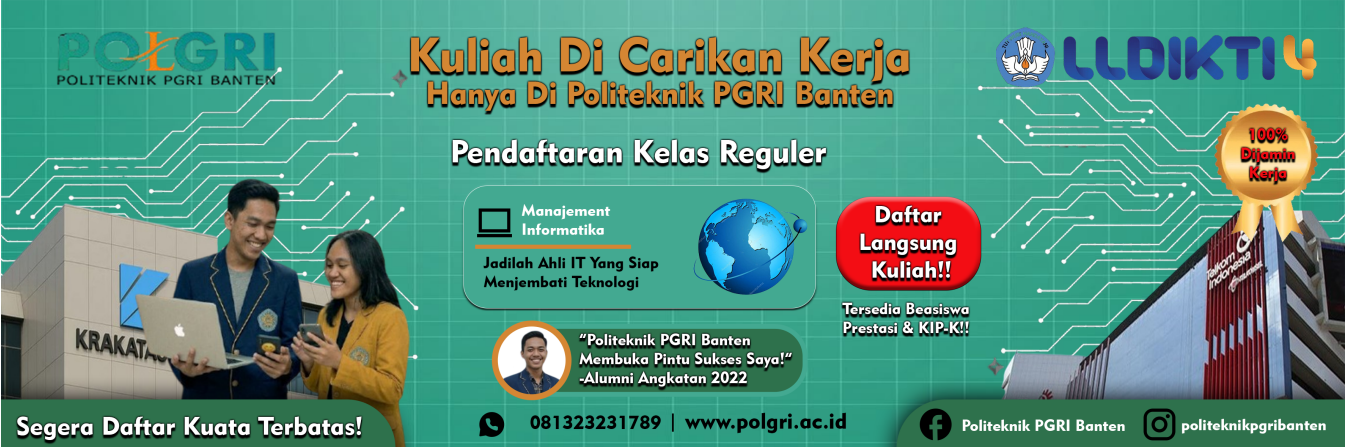 POLGRI
POLITEKNIK PGRI BANTEN
Kuliah Di Carikan Kerja
Hanya Di Politeknik PGRI Banten
LLDIKTI 4
100%
Dijamin
Kerja
Pendaftaran Kelas Reguler
Manajement
Informatika
Jadilah Ahli IT Yang Siap
Menjembati Teknologi
Daftar
Langsung
Kuliah!!
Tersedia Beasiswa
Prestasi & KIP-K!!
KRAKATA
Telkom
Indonesia
“Politeknik PGRI Banten
Membuka Pintu Sukses Saya!“
-Alumni Angkatan 2022
Segera Daftar Kuata Terbatas!
081323231789 | www.polgri.ac.id
Politeknik PGRI Banten
politeknikpgribanten